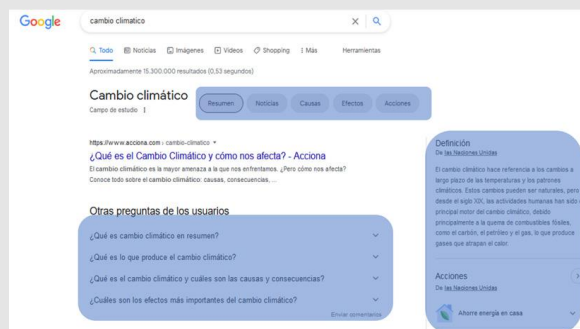 Google
cambio climatico
Todo Noticias Imágenes Videos Shopping Más Herramientas
Aproximadamente 15.300.000 resultados (0,53 segundos)
Cambio climático
Campo de estudio
Resumen Noticias Causas Efectos Acciones
https://www.acciona.com › cambio-climatico
¿Qué es el Cambio Climático y cómo nos afecta? - Acciona
El cambio climático es la mayor amenaza a la que nos enfrentamos. ¿Pero cómo nos afecta?
Conoce todo sobre el cambio climático: causas, consecuencias, ...
Otras preguntas de los usuarios
¿Qué es cambio climático en resumen?
¿Qué es lo que produce el cambio climático?
¿Qué es el cambio climático y cuáles son las causas y consecuencias?
¿Cuáles son los efectos más importantes del cambio climático?
Enviar comentarios
Definición
De las Naciones Unidas
El cambio climático hace referencia a los cambios a
largo plazo de las temperaturas y los patrones
climáticos. Estos cambios pueden ser naturales, pero
desde el siglo XIX, las actividades humanas han sido
principal motor del cambio climático, debido
principalmente a la quema de combustibles fósiles,
como el carbón, el petróleo y el gas, lo que produce
gases que atrapan el calor.
Acciones
De las Naciones Unidas
Ahorre energía en casa